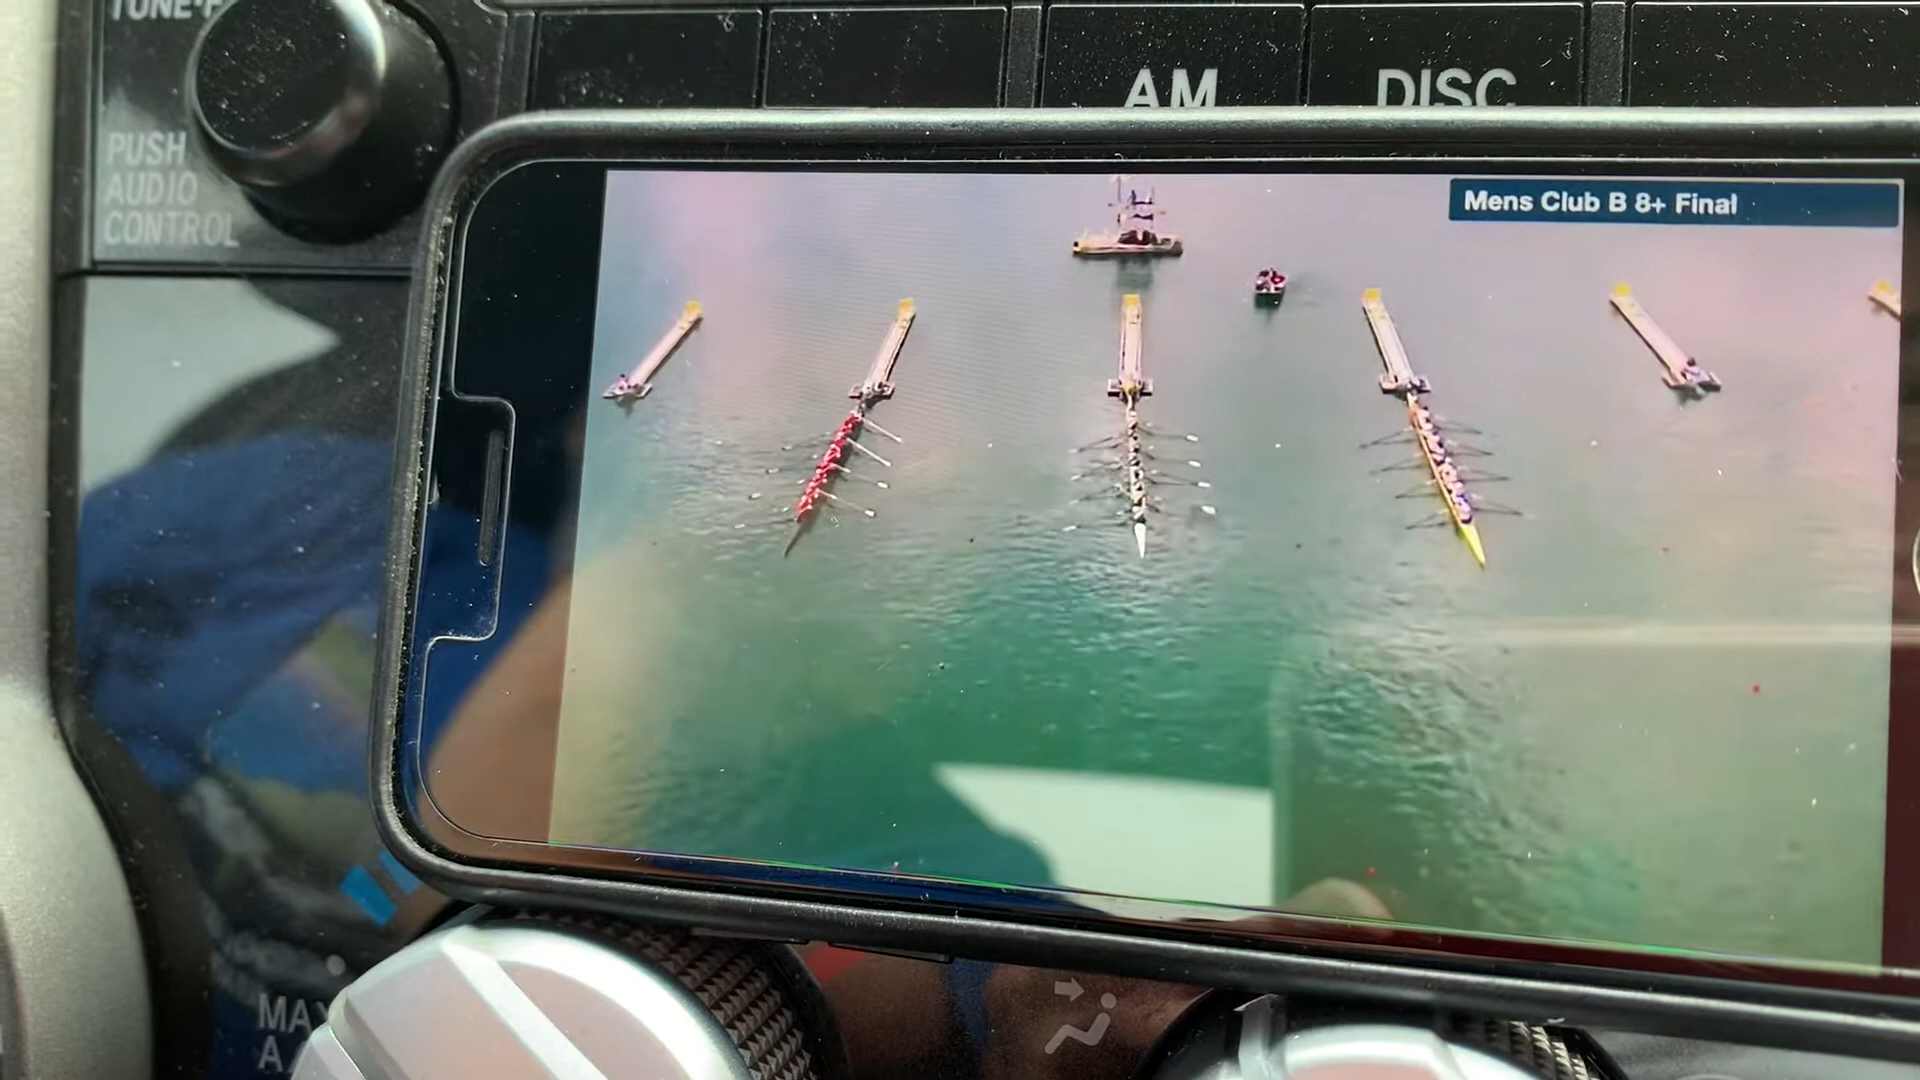 PUSH
AUDIO
CONTROL
AM
DISC
Mens Club B 8+ Final